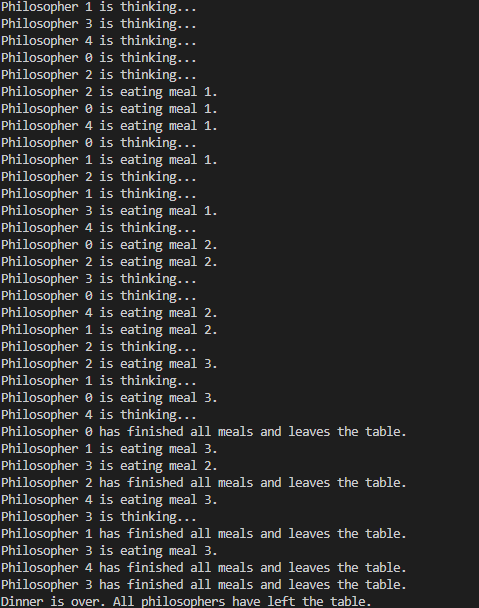 Philosopher 1 is thinking...
Philosopher 3 is thinking...
Philosopher 4 is thinking...
Philosopher 0 is thinking...
Philosopher 2 is thinking...
Philosopher 2 is eating meal 1.
Philosopher 0 is eating meal 1.
Philosopher 4 is eating meal 1.
Philosopher 0 is thinking...
Philosopher 1 is eating meal 1.
Philosopher 2 is thinking...
Philosopher 1 is thinking...
Philosopher 3 is eating meal 1.
Philosopher 4 is thinking...
Philosopher 0 is eating meal 2.
Philosopher 2 is eating meal 2.
Philosopher 3 is thinking...
Philosopher 0 is thinking...
Philosopher 4 is eating meal 2.
Philosopher 1 is eating meal 2.
Philosopher 2 is thinking...
Philosopher 2 is eating meal 3.
Philosopher 1 is thinking...
Philosopher 0 is eating meal 3.
Philosopher 4 is thinking...
Philosopher 0 has finished all meals and leaves the table.
Philosopher 1 is eating meal 3.
Philosopher 3 is eating meal 2.
Philosopher 2 has finished all meals and leaves the table.
Philosopher 4 is eating meal 3.
Philosopher 3 is thinking...
Philosopher 1 has finished all meals and leaves the table.
Philosopher 3 is eating meal 3.
Philosopher 4 has finished all meals and leaves the table.
Philosopher 3 has finished all meals and leaves the table.
Dinner is over. All philosophers have left the table.